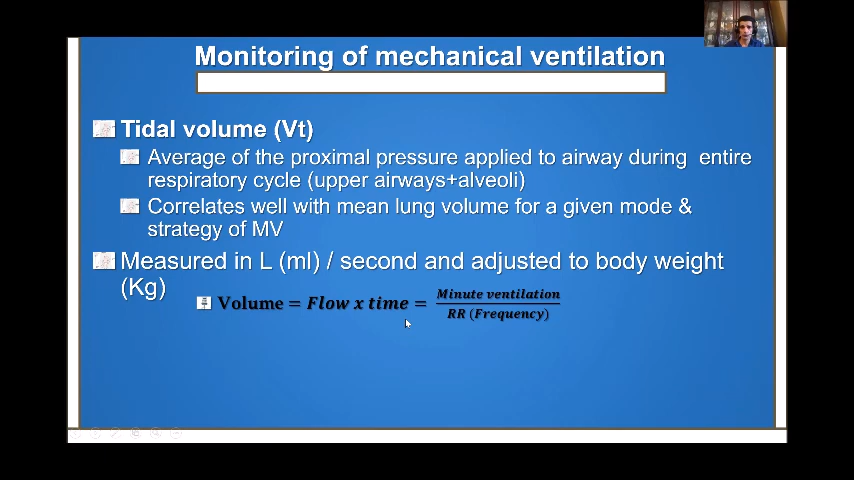 Monitoring of mechanical ventilation
Tidal volume (Vt)
Average of the proximal pressure applied to airway during entire
respiratory cycle (upper airways+alveoli)
Correlates well with mean lung volume for a given mode &
strategy of MV
Measured in L (ml) / second and adjusted to body weight
(Kg)
Volume = Flow x time = Minute ventilation / RR (Frequency)